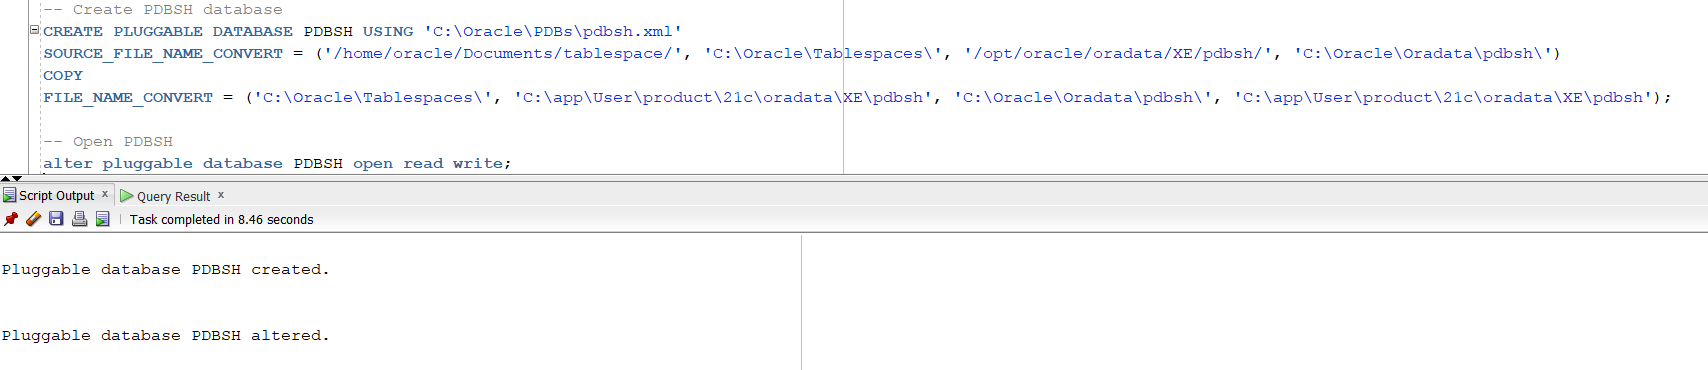 -- Create PDBSH database
CREATE PLUGGABLE DATABASE PDBSH USING 'C:\Oracle\PDBs\pdbsh.xml'
SOURCE_FILE_NAME_CONVERT = ('/home/oracle/Documents/tablespace/', 'C:\Oracle\Tablespaces\', '/opt/oracle/oradata/XE/pdbsh/', 'C:\Oracle\Oradata\pdbsh\')
COPY
FILE_NAME_CONVERT = ('C:\Oracle\Tablespaces\', 'C:\app\User\product\21c\oradata\XE\pdbsh', 'C:\Oracle\Oradata\pdbsh\', 'C:\app\User\product\21c\oradata\XE\pdbsh');
-- Open PDBSH
alter pluggable database PDBSH open read write;
Script Output x Query Result x
Task completed in 8.46 seconds
Pluggable database PDBSH created.
Pluggable database PDBSH altered.